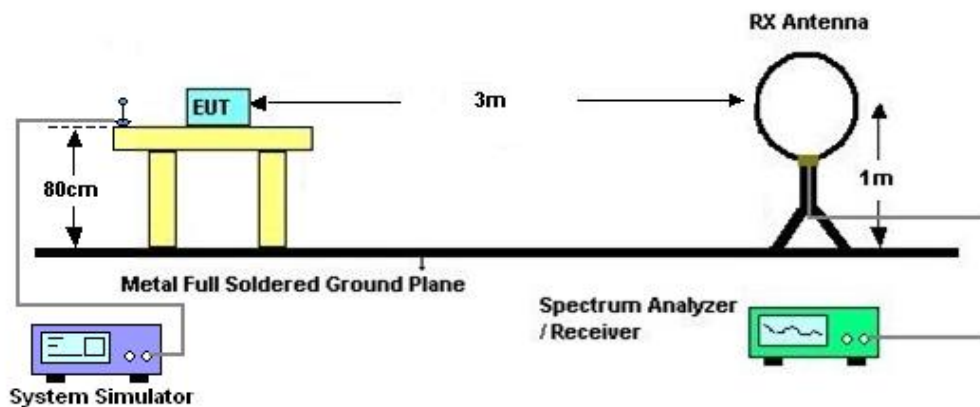 RX Antenna
EUT
3m
80cm
1m
Metal Full Soldered Ground Plane
Spectrum Analyzer
/ Receiver
System Simulator